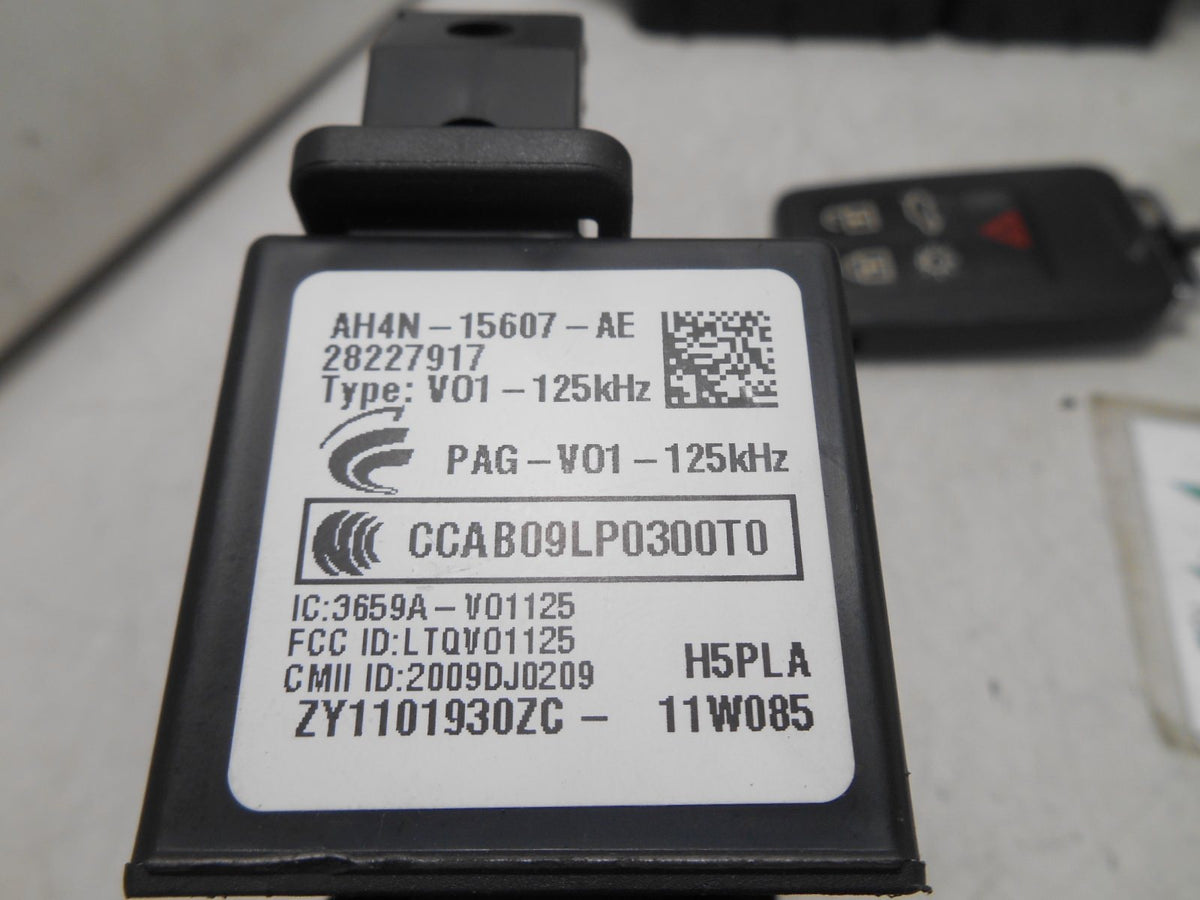 AH4N-15607-AE
28227917
Type: V01-125kHz
PAG-V01-125kHz
CCAB09LP0300T0
IC:3659A-V01125
FCC ID:LTQV01125
CMII ID:2009DJ0209
H5PLA
ZY1101930ZC- 11W085